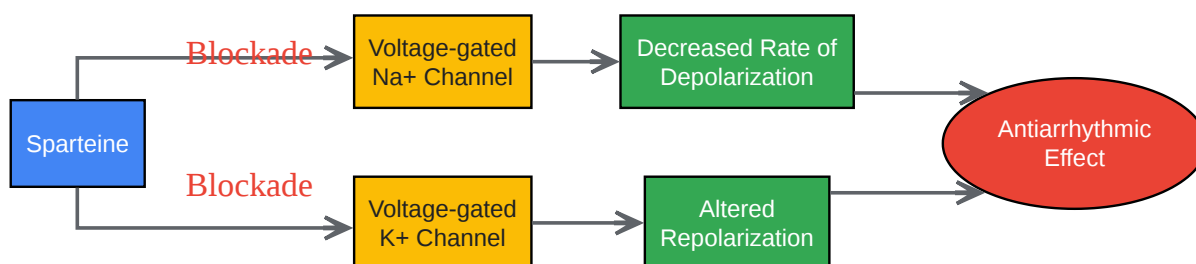 Sparteine
Blockade
Voltage-gated
Na+ Channel
Decreased Rate of
Depolarization
Blockade
Voltage-gated
K+ Channel
Altered
Repolarization
Antiarrhythmic
Effect